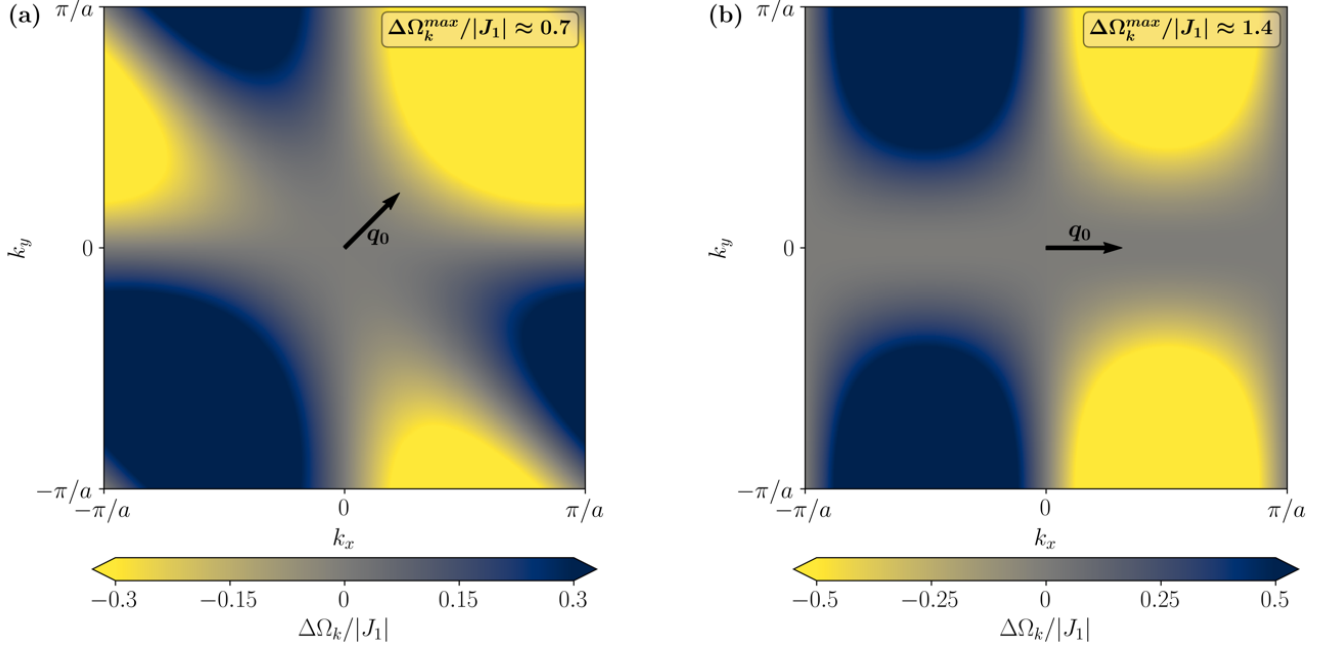 (a)
π/a
ΔΩ_k^{max}/|J_1| ≈ 0.7
k_y
0
q_0
−π/a
−π/a
0
π/a
k_x
−0.3
−0.15
0
0.15
0.3
ΔΩ_k/|J_1|
(b)
π/a
ΔΩ_k^{max}/|J_1| ≈ 1.4
k_y
0
q_0
−π/a
−π/a
0
π/a
k_x
−0.5
−0.25
0
0.25
0.5
ΔΩ_k/|J_1|